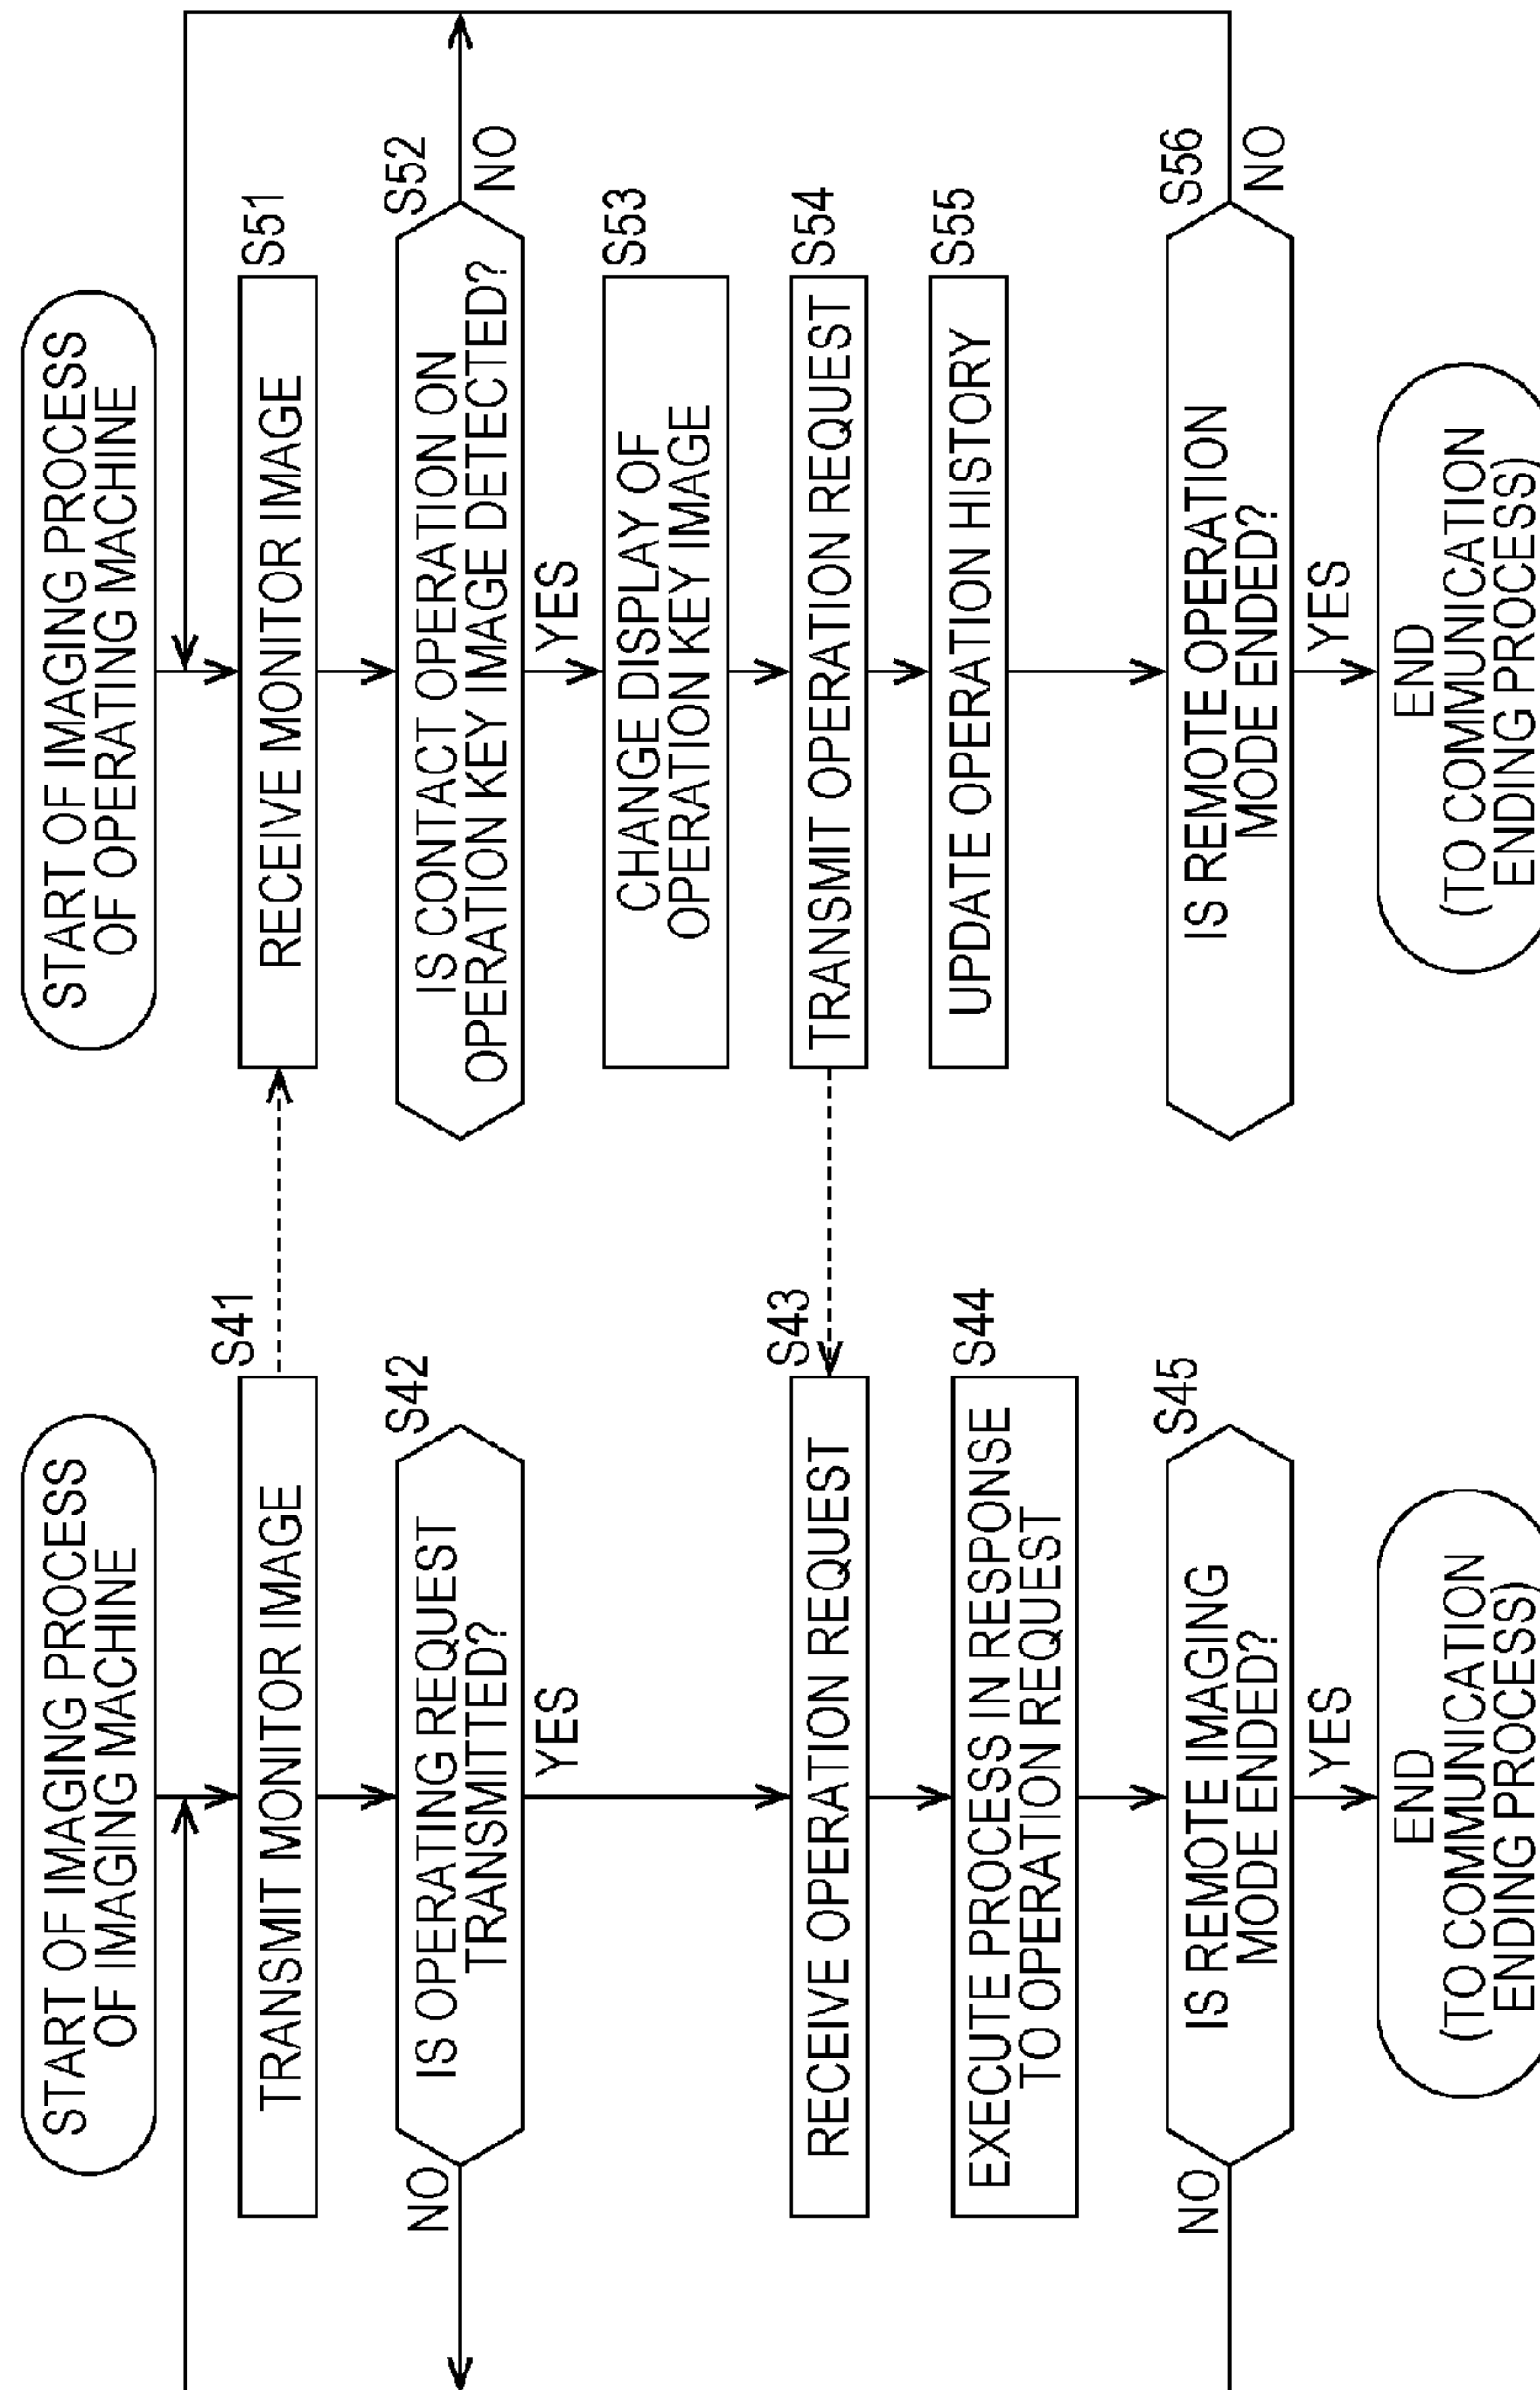 START OF IMAGING PROCESS
OF IMAGING MACHINE
S41
TRANSMIT MONITOR IMAGE
S42
IS OPERATING REQUEST
TRANSMITTED?
NO
YES
S43
RECEIVE OPERATION REQUEST
S44
EXECUTE PROCESS IN RESPONSE
TO OPERATION REQUEST
S45
IS REMOTE IMAGING
MODE ENDED?
NO
YES
END
(TO COMMUNICATION
ENDING PROCESS)
START OF IMAGING PROCESS
OF OPERATING MACHINE
S51
RECEIVE MONITOR IMAGE
S52
IS CONTACT OPERATION ON
OPERATION KEY IMAGE DETECTED?
NO
YES
S53
CHANGE DISPLAY OF
OPERATION KEY IMAGE
S54
TRANSMIT OPERATION REQUEST
S55
UPDATE OPERATION HISTORY
S56
IS REMOTE OPERATION
MODE ENDED?
NO
YES
END
(TO COMMUNICATION
ENDING PROCESS)